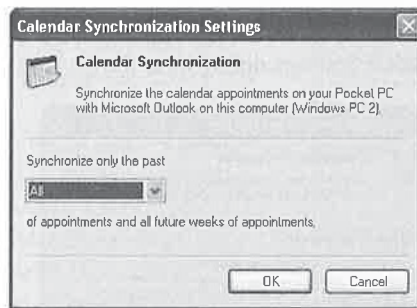 Calendar Synchronization Settings
Calendar Synchronization
Synchronize the calendar appointments on your Pocket PC
with Microsoft Outlook on this computer (Windows PC 2).
Synchronize only the past
All
of appointments and all future weeks of appointments.
OK
Cancel